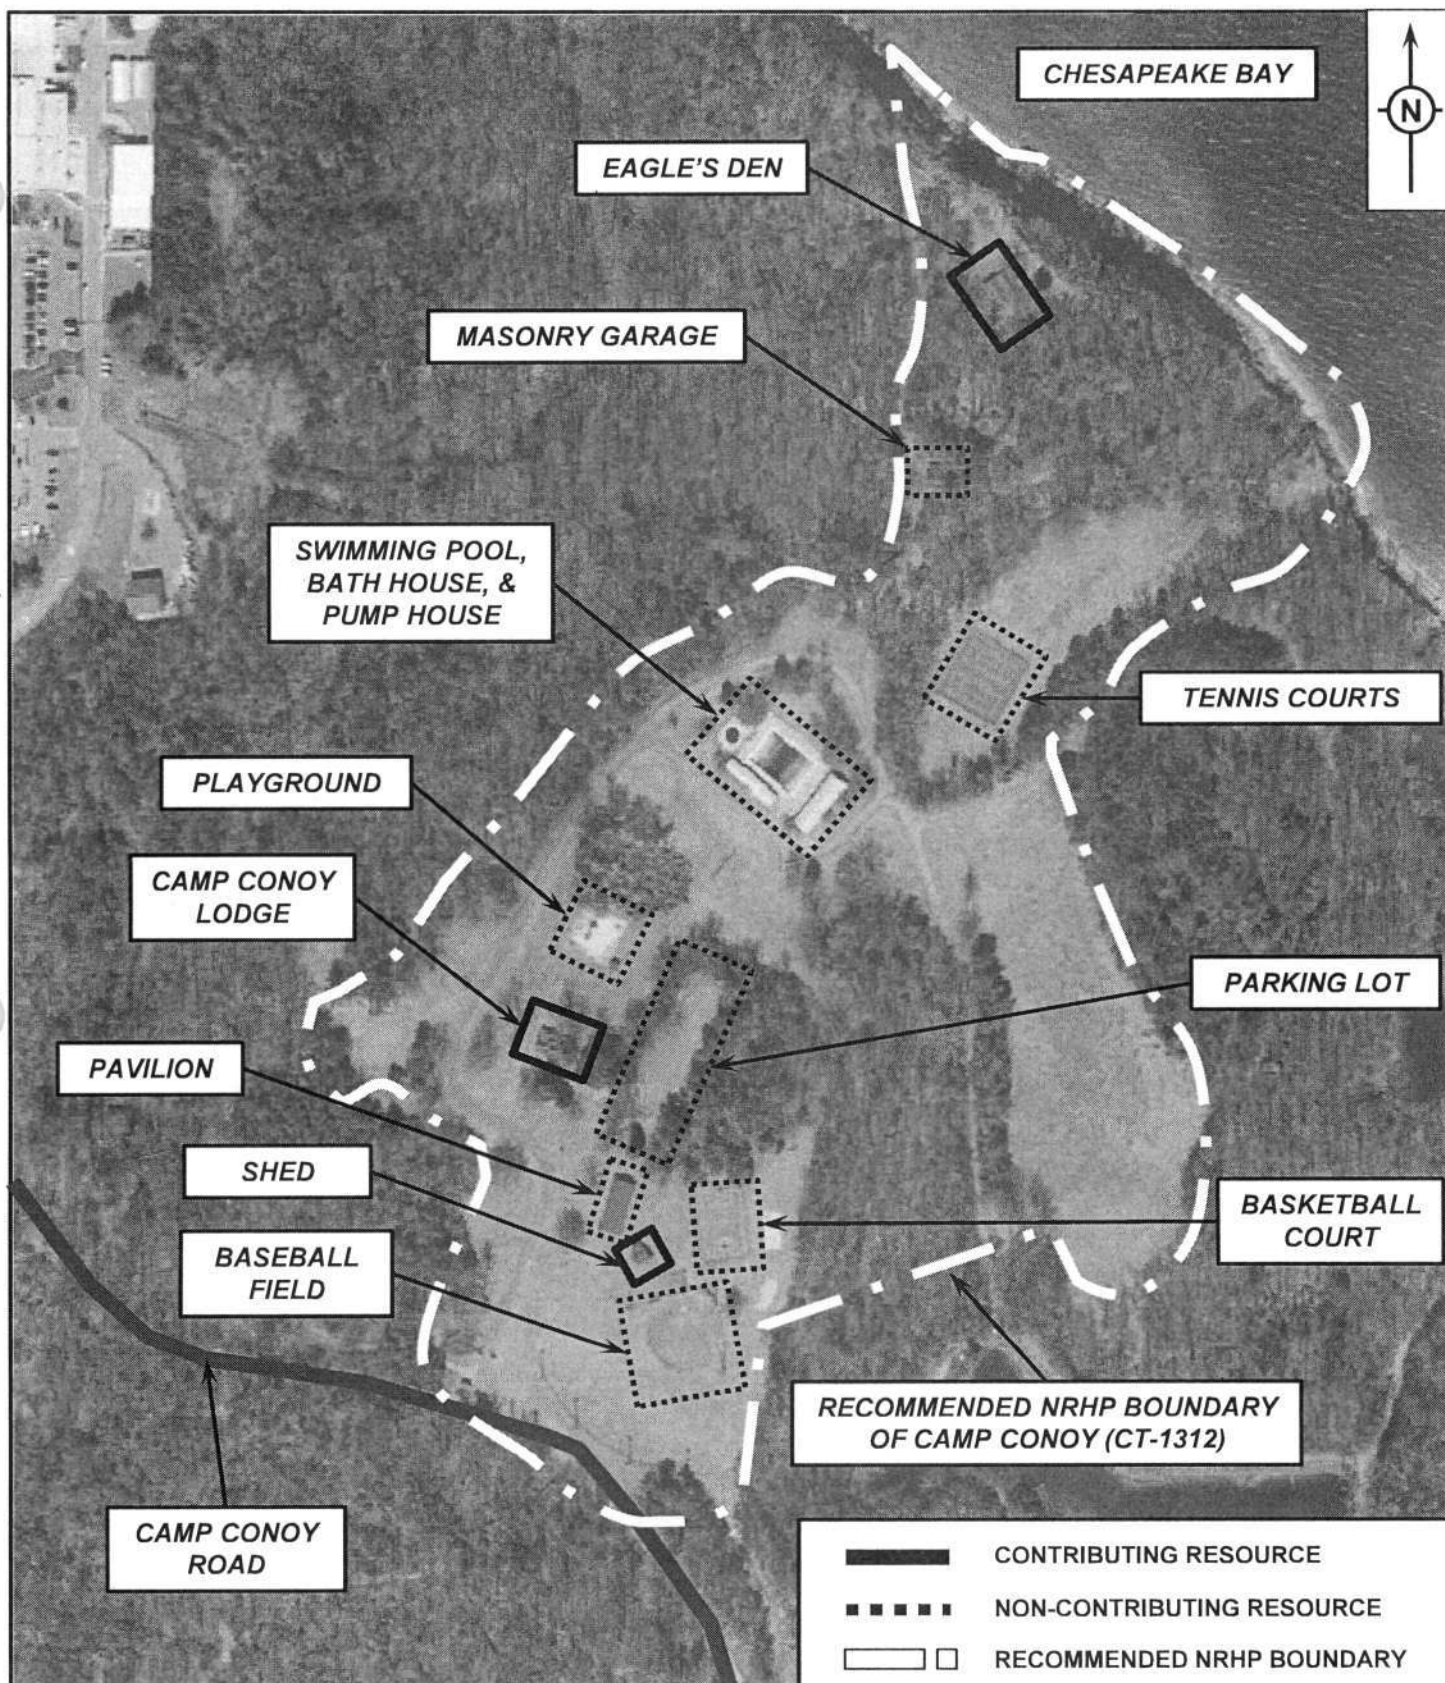 CHESAPEAKE BAY
N
EAGLE'S DEN
MASONRY GARAGE
SWIMMING POOL,
BATH HOUSE, &
PUMP HOUSE
TENNIS COURTS
PLAYGROUND
CAMP CONOY
LODGE
PARKING LOT
PAVILION
SHED
BASKETBALL
COURT
BASEBALL
FIELD
RECOMMENDED NRHP BOUNDARY
OF CAMP CONOY (CT-1312)
CAMP CONOY
ROAD
CONTRIBUTING RESOURCE
NON-CONTRIBUTING RESOURCE
RECOMMENDED NRHP BOUNDARY